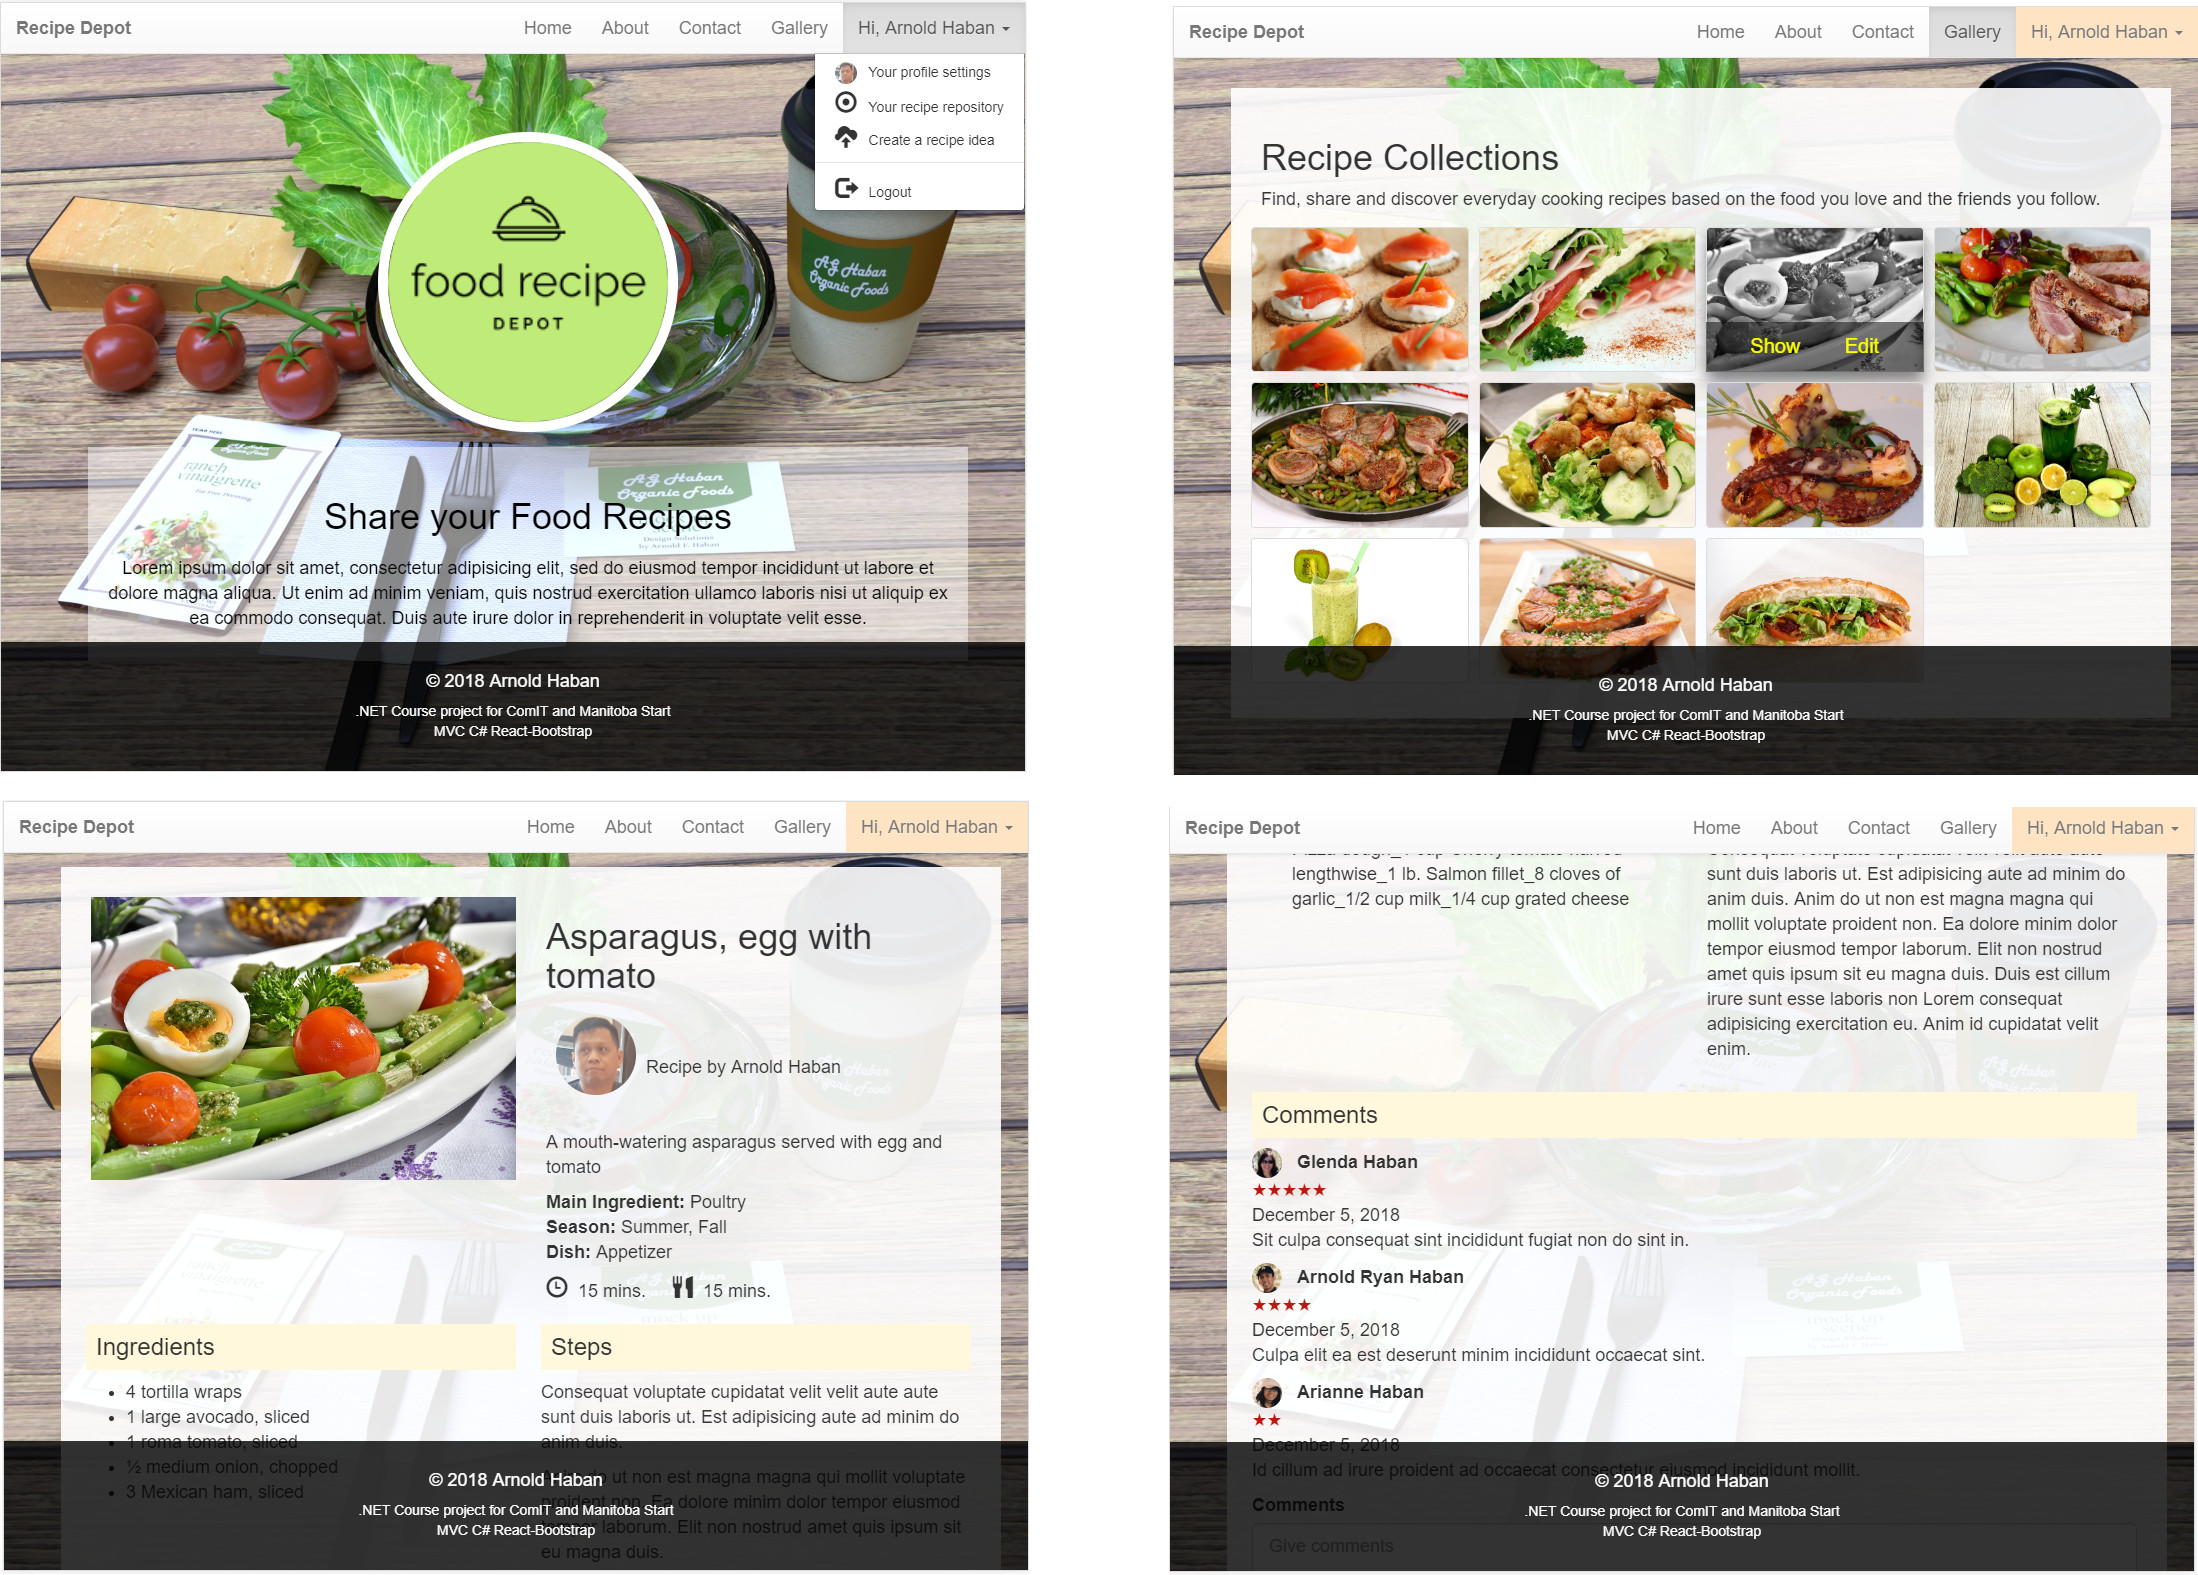 Recipe Depot
Home About Contact Gallery Hi, Arnold Haban
Your profile settings
Your recipe repository
Create a recipe idea
Logout
food recipe
DEPOT
AG Haban
Organic Foods
ranch
vinaigrette
AG Haban
Organic Foods
Design Solutions
by Arnold F. Haban
Share your Food Recipes
Lorem ipsum dolor sit amet, consectetur adipisicing elit, sed do eiusmod tempor incididunt ut labore et
dolore magna aliqua. Ut enim ad minim veniam, quis nostrud exercitation ullamco laboris nisi ut aliquip ex
ea commodo consequat. Duis aute irure dolor in reprehenderit in voluptate velit esse.
© 2018 Arnold Haban
.NET Course project for ComIT and Manitoba Start
MVC C# React-Bootstrap
Recipe Depot
Home About Contact Gallery Hi, Arnold Haban
Recipe Collections
Find, share and discover everyday cooking recipes based on the food you love and the friends you follow.
Show Edit
© 2018 Arnold Haban
.NET Course project for ComIT and Manitoba Start
MVC C# React-Bootstrap
Recipe Depot
Home About Contact Gallery Hi, Arnold Haban
Asparagus, egg with
tomato
Recipe by Arnold Haban
A mouth-watering asparagus served with egg and
tomato
Main Ingredient: Poultry
Season: Summer, Fall
Dish: Appetizer
15 mins. 15 mins.
Ingredients
4 tortilla wraps
1 large avocado, sliced
1 roma tomato, sliced
½ medium onion, chopped
3 Mexican ham, sliced
Steps
Consequat voluptate cupidatat velit velit aute aute
sunt duis laboris ut. Est adipisicing aute ad minim do
anim duis.
ut non est magna magna qui mollit voluptate
proident non. Ea dolore minim dolor tempor eiusmod
tempor laborum. Elit non nostrud amet quis ipsum sit
eu magna duis.
© 2018 Arnold Haban
.NET Course project for ComIT and Manitoba Start
MVC C# React-Bootstrap
Recipe Depot
Home About Contact Gallery Hi, Arnold Haban
lengthwise_1 lb. Salmon fillet_8 cloves of
garlic_1/2 cup milk_1/4 cup grated cheese
Consequat voluptate cupidatat velit velit aute aute
sunt duis laboris ut. Est adipisicing aute ad minim do
anim duis. Anim do ut non est magna magna qui
mollit voluptate proident non. Ea dolore minim dolor
tempor eiusmod tempor laborum. Elit non nostrud
amet quis ipsum sit eu magna duis. Duis est cillum
irure sunt esse laboris non Lorem consequat
adipisicing exercitation eu. Anim id cupidatat velit
enim.
Comments
Glenda Haban
★★★★★
December 5, 2018
Sit culpa consequat sint incididunt fugiat non do sint in.
Arnold Ryan Haban
★★★★
December 5, 2018
Culpa elit ea est deserunt minim incididunt occaecat sint.
Arianne Haban
★★
December 5, 2018
Id cillum ad irure proident ad occaecat consectetur eiusmod incididunt mollit.
Comments
Give comments
© 2018 Arnold Haban
.NET Course project for ComIT and Manitoba Start
MVC C# React-Bootstrap